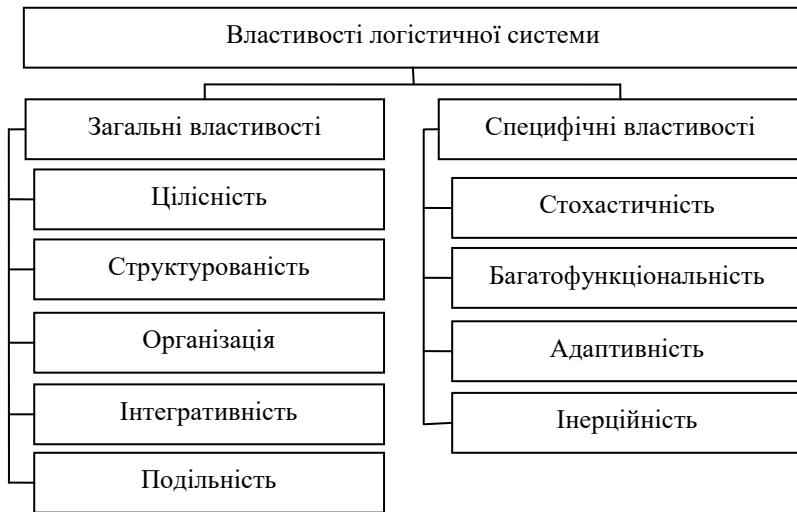 Властивості логістичної системи
Загальні властивості
Цілісність
Структурованість
Організація
Інтегративність
Подільність
Специфічні властивості
Стохастичність
Багатофункціональність
Адаптивність
Інерційність